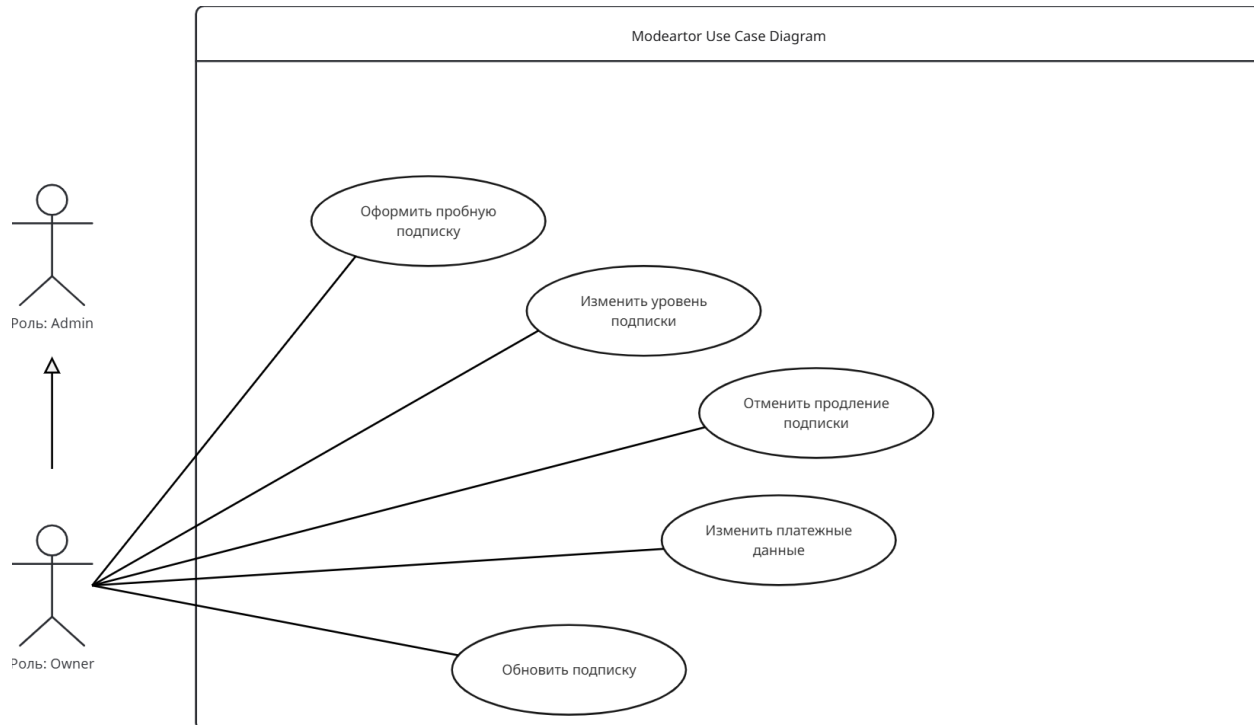 Modeartor Use Case Diagram
Оформить пробную
подписку
Изменить уровень
подписки
Роль: Admin
Отменить продление
подписки
Изменить платежные
данные
Роль: Owner
Обновить подписку